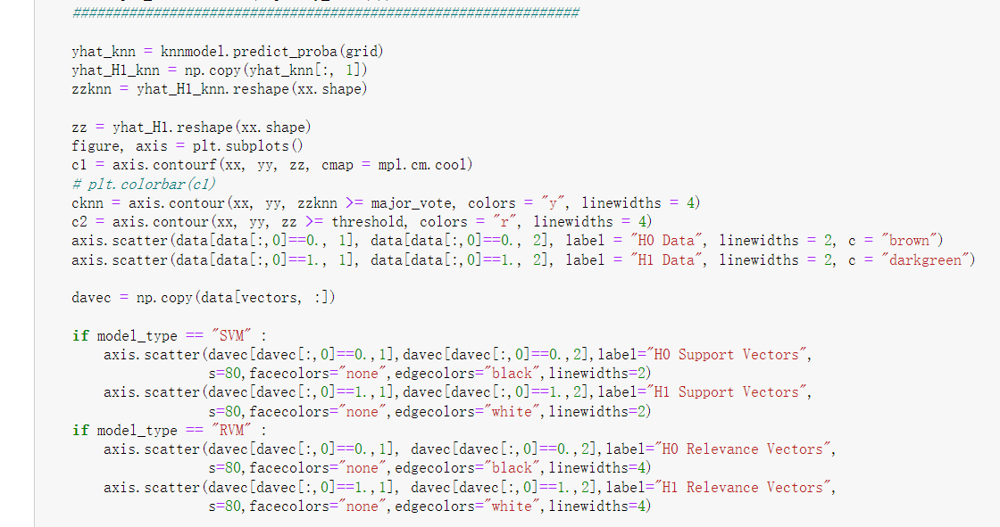 ################################################################
yhat_knn = knnmodel.predict_proba(grid)
yhat_H1_knn = np.copy(yhat_knn[:, 1])
zzknn = yhat_H1_knn.reshape(xx.shape)
zz = yhat_H1.reshape(xx.shape)
figure, axis = plt.subplots()
c1 = axis.contourf(xx, yy, zz, cmap = mpl.cm.cool)
# plt.colorbar(c1)
cknn = axis.contour(xx, yy, zzknn >= major_vote, colors = "y", linewidths = 4)
c2 = axis.contour(xx, yy, zz >= threshold, colors = "r", linewidths = 4)
axis.scatter(data[data[:,0]==0., 1], data[data[:,0]==0., 2], label = "H0 Data", linewidths = 2, c = "brown")
axis.scatter(data[data[:,0]==1., 1], data[data[:,0]==1., 2], label = "H1 Data", linewidths = 2, c = "darkgreen")
davec = np.copy(data[vectors, :])
if model_type == "SVM" :
    axis.scatter(davec[davec[:,0]==0.,1],davec[davec[:,0]==0.,2],label="H0 Support Vectors",
                 s=80,facecolors="none",edgecolors="black",linewidths=2)
    axis.scatter(davec[davec[:,0]==1.,1],davec[davec[:,0]==1.,2],label="H1 Support Vectors",
                 s=80,facecolors="none",edgecolors="white",linewidths=2)
if model_type == "RVM" :
    axis.scatter(davec[davec[:,0]==0.,1], davec[davec[:,0]==0.,2],label="H0 Relevance Vectors",
                 s=80,facecolors="none",edgecolors="black",linewidths=4)
    axis.scatter(davec[davec[:,0]==1.,1], davec[davec[:,0]==1.,2],label="H1 Relevance Vectors",
                 s=80,facecolors="none",edgecolors="white",linewidths=4)